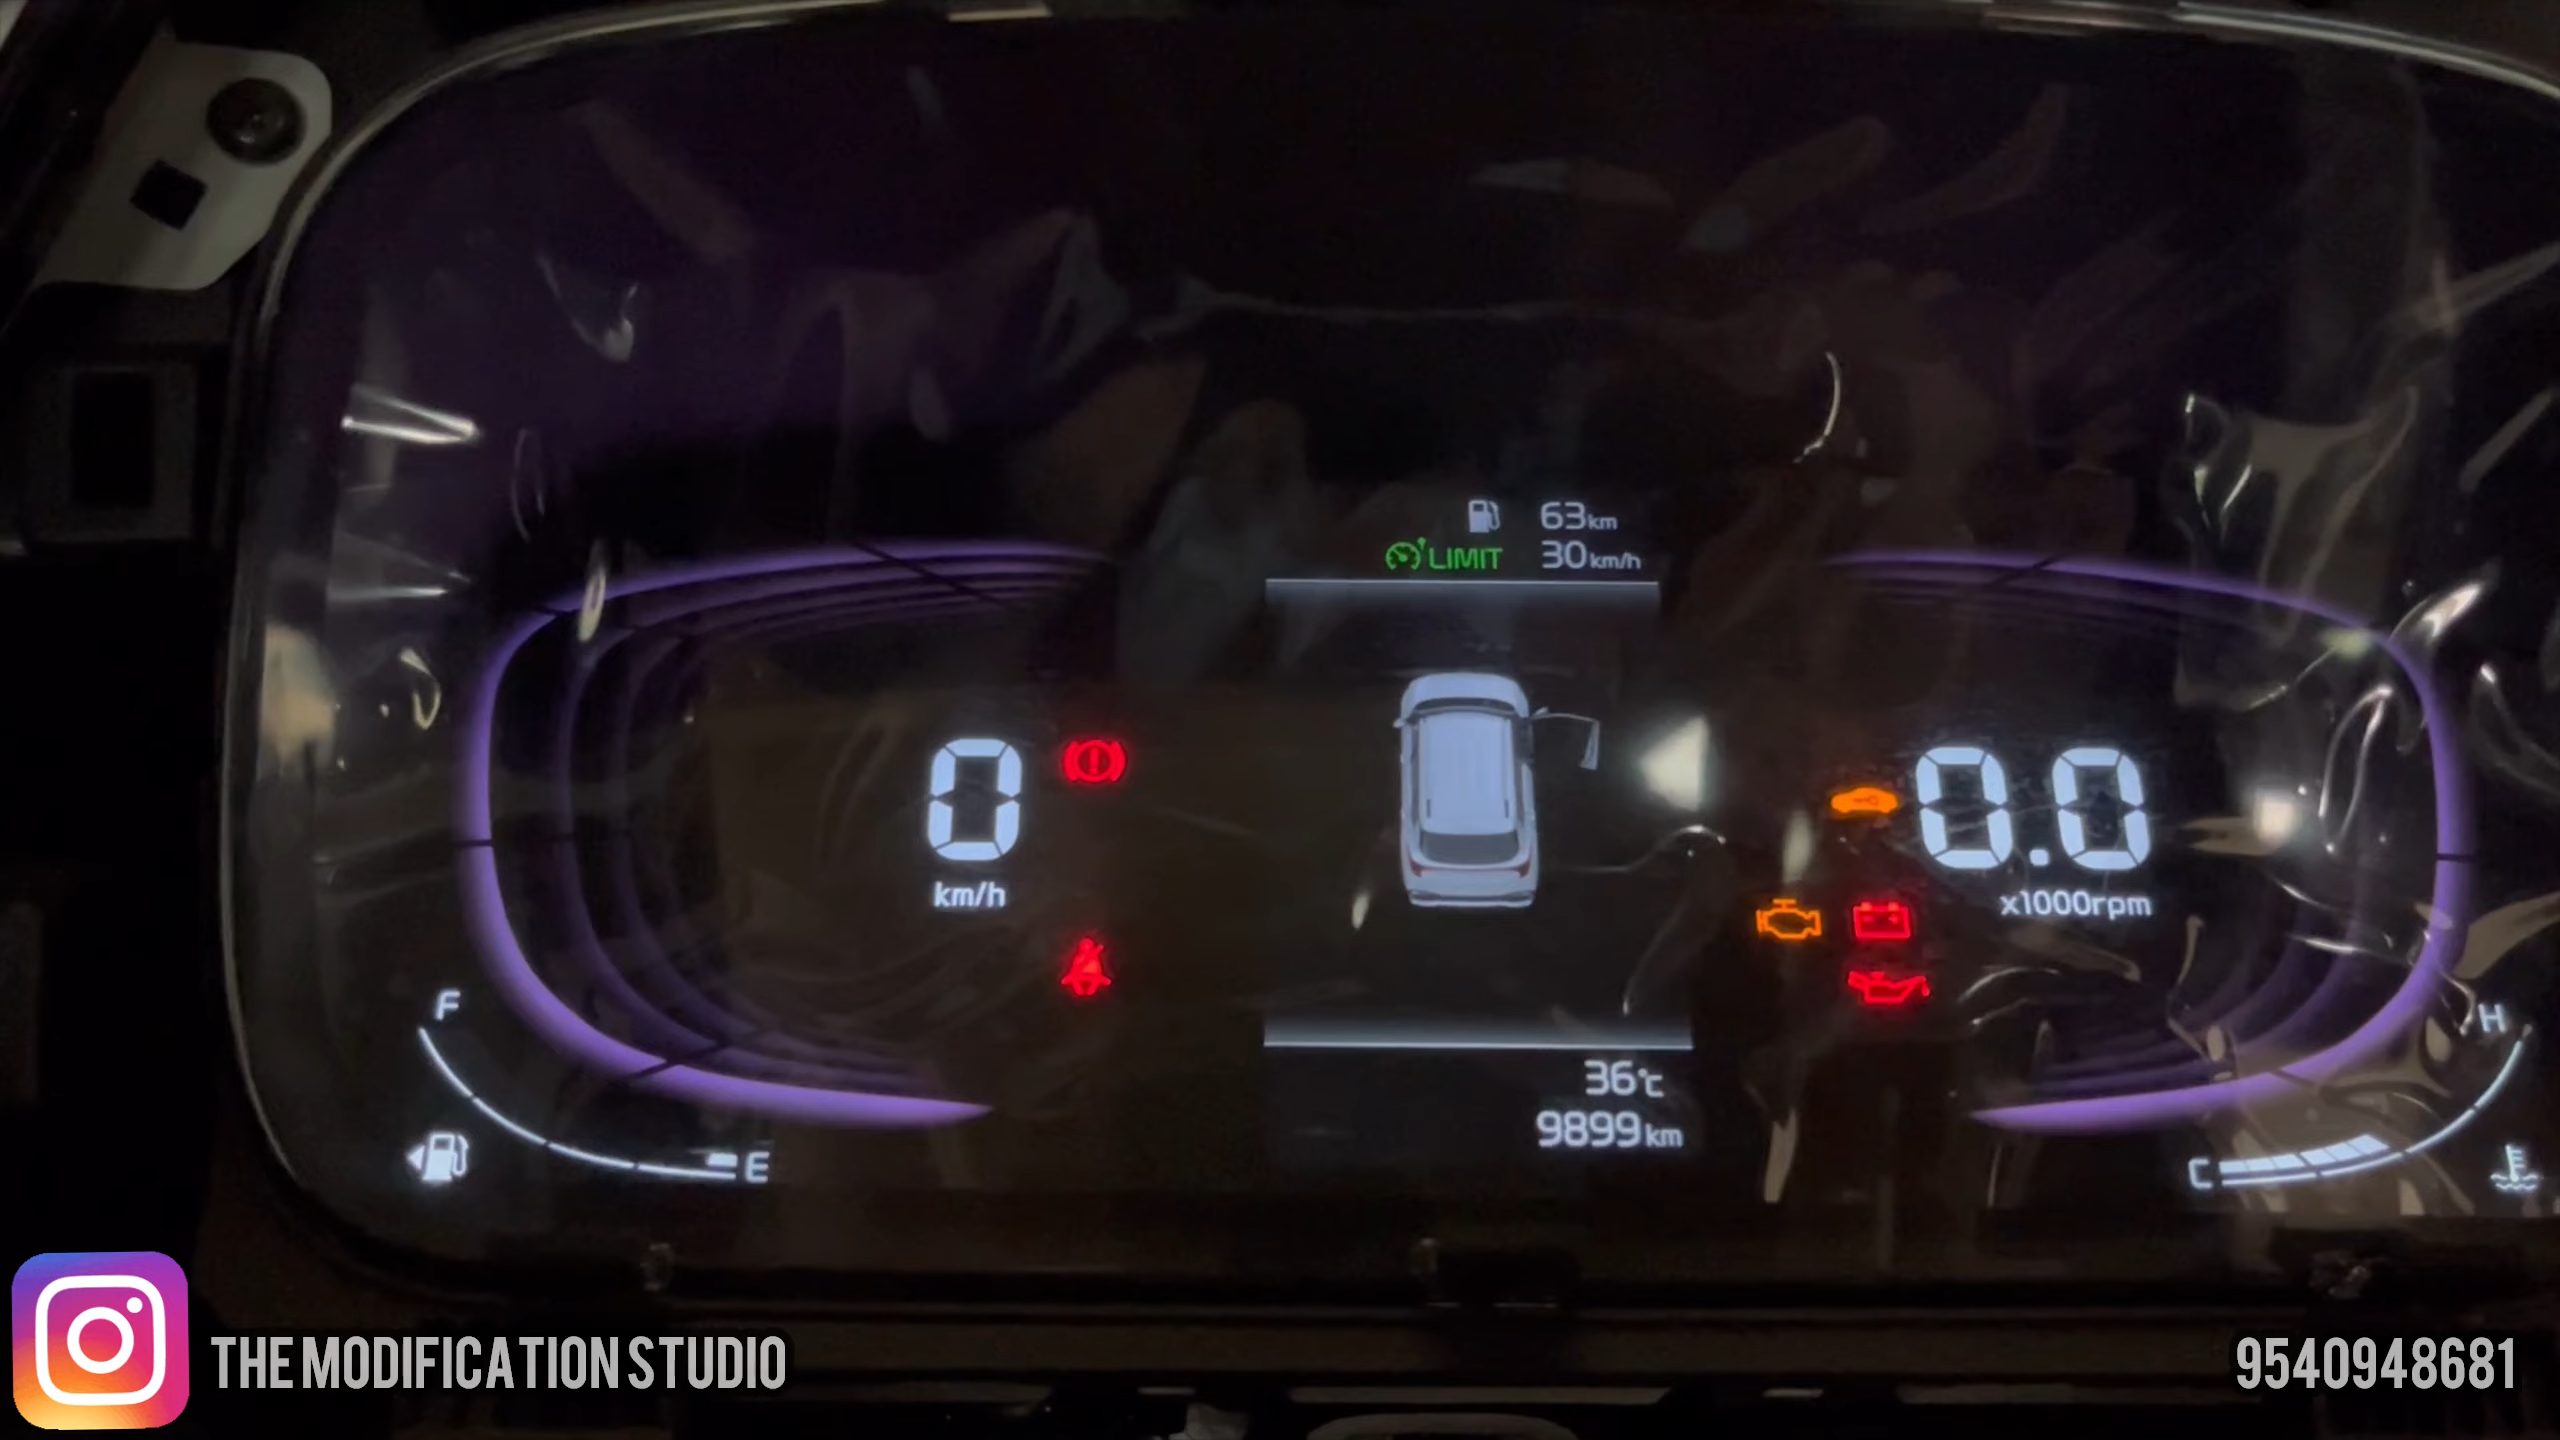 63km
LIMIT 30km/h
0
km/h
0.0
x1000rpm
F
E
H
C
36°c
9899km
THE MODIFICATION STUDIO
9540948681